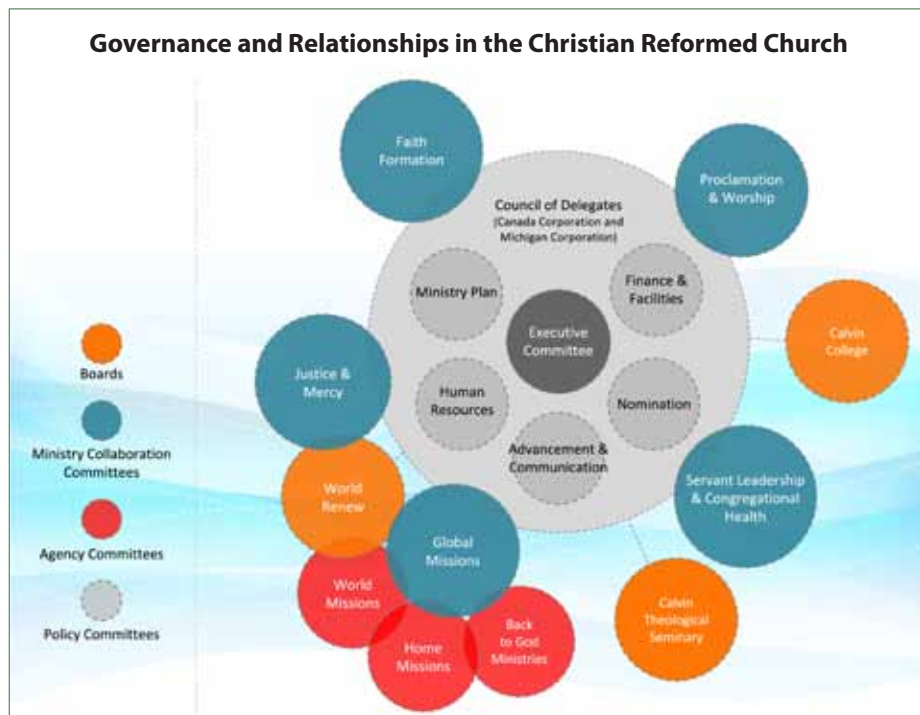 Governance and Relationships in the Christian Reformed Church
Faith
Formation
Proclamation
& Worship
Council of Delegates
(Canada Corporation and
Michigan Corporation)
Ministry Plan
Finance &
Facilities
Executive
Committee
Calvin
College
Justice &
Mercy
Human
Resources
Nomination
Advancement &
Communication
World
Renew
Servant Leadership
& Congregational
Health
Global
Missions
World
Missions
Home
Missions
Back
to God
Ministries
Calvin
Theological
Seminary
Boards
Ministry Collaboration
Committees
Agency Committees
Policy Committees